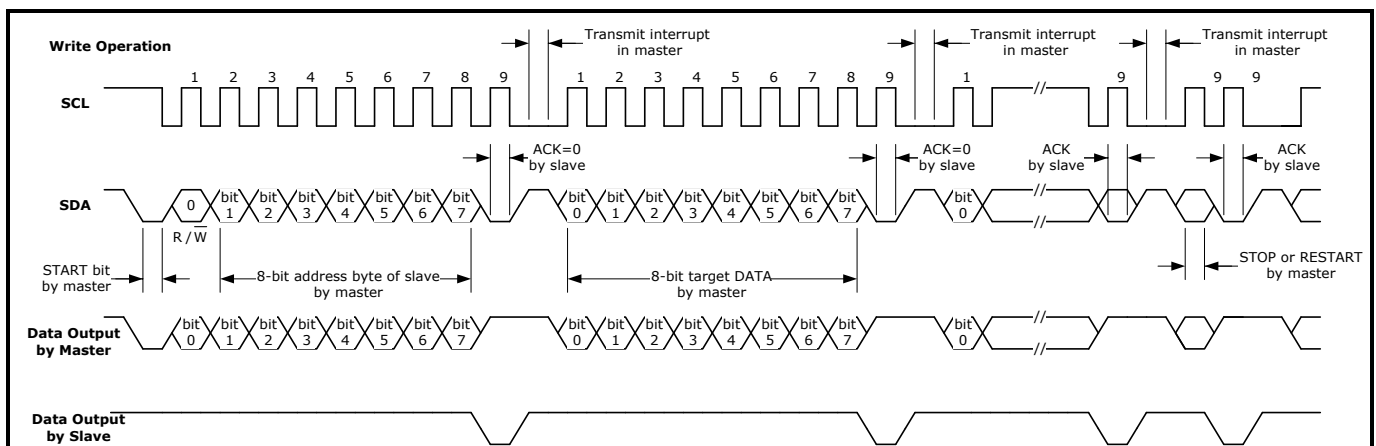 Write Operation
Transmit interrupt
in master
Transmit interrupt
in master
Transmit interrupt
in master
SCL
1 2 3 4 5 6 7 8 9 1 2 3 4 5 6 7 8 9 1 // 9 9 9
ACK=0
by slave
ACK=0
by slave
ACK
by slave
ACK
by slave
SDA
0 bit bit bit bit bit bit bit bit bit bit bit bit bit bit bit bit //
1 2 3 4 5 6 7 0 1 2 3 4 5 6 7 0
R/W
START bit
by master
8-bit address byte of slave
by master
8-bit target DATA
by master
STOP or RESTART
by master
Data Output
by Master
bit bit bit bit bit bit bit bit bit bit bit bit bit bit bit bit bit //
0 1 2 3 4 5 6 7 0 1 2 3 4 5 6 7 0
Data Output
by Slave
//